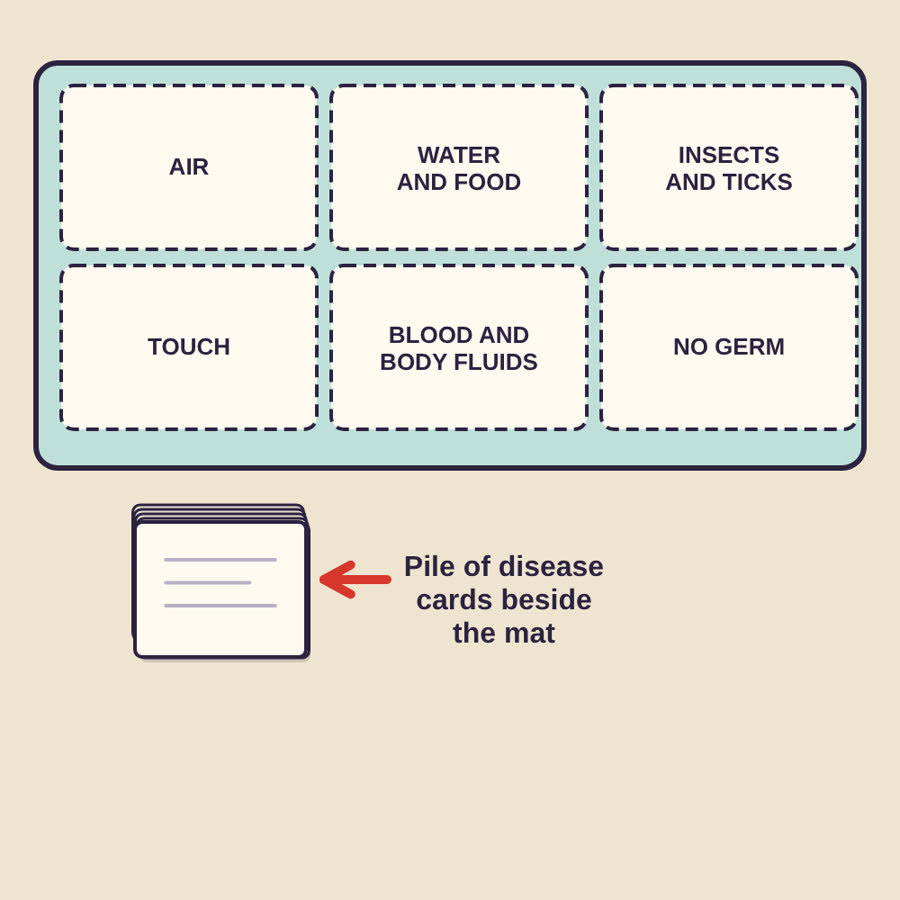 AIR
WATER
AND FOOD
INSECTS
AND TICKS
TOUCH
BLOOD AND
BODY FLUIDS
NO GERM
Pile of disease
cards beside
the mat